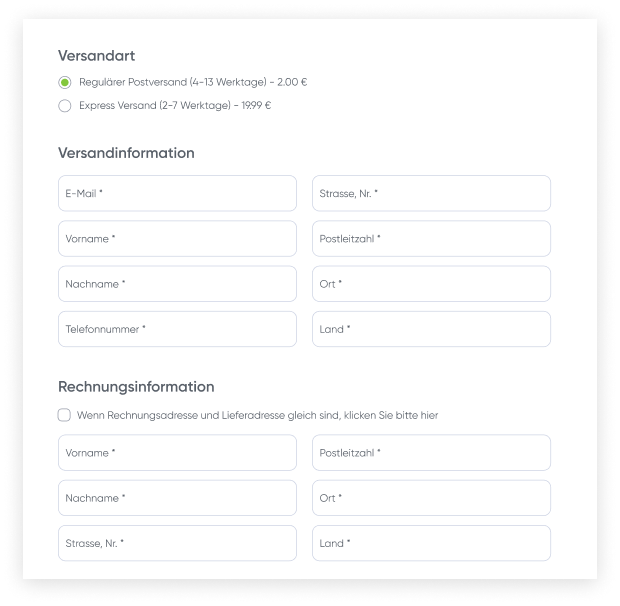 Versandart
Regulärer Postversand (4-13 Werktage) - 2.00 €
Express Versand (2-7 Werktage) - 19.99 €
Versandinformation
E-Mail *
Strasse, Nr. *
Vorname *
Postleitzahl *
Nachname *
Ort *
Telefonnummer *
Land *
Rechnungsinformation
Wenn Rechnungsadresse und Lieferadresse gleich sind, klicken Sie bitte hier
Vorname *
Postleitzahl *
Nachname *
Ort *
Strasse, Nr. *
Land *